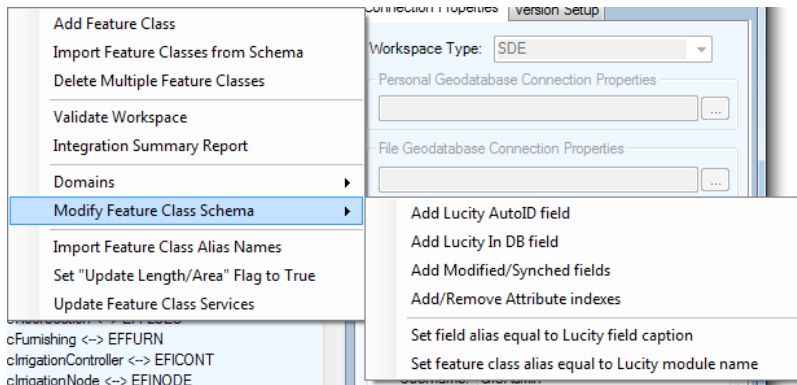 Add Feature Class
Import Feature Classes from Schema
Delete Multiple Feature Classes
Validate Workspace
Integration Summary Report
Domains
Modify Feature Class Schema
Import Feature Class Alias Names
Set "Update Length/Area" Flag to True
Update Feature Class Services
cFurnishing <--> EFFURN
cIrrigationController <--> EFICONT
cIrrigationNode <--> EFINODE
Connection Properties Version Setup
Workspace Type: SDE
Personal Geodatabase Connection Properties
...
File Geodatabase Connection Properties
...
Add Lucity AutoID field
Add Lucity In DB field
Add Modified/Synched fields
Add/Remove Attribute indexes
Set field alias equal to Lucity field caption
Set feature class alias equal to Lucity module name